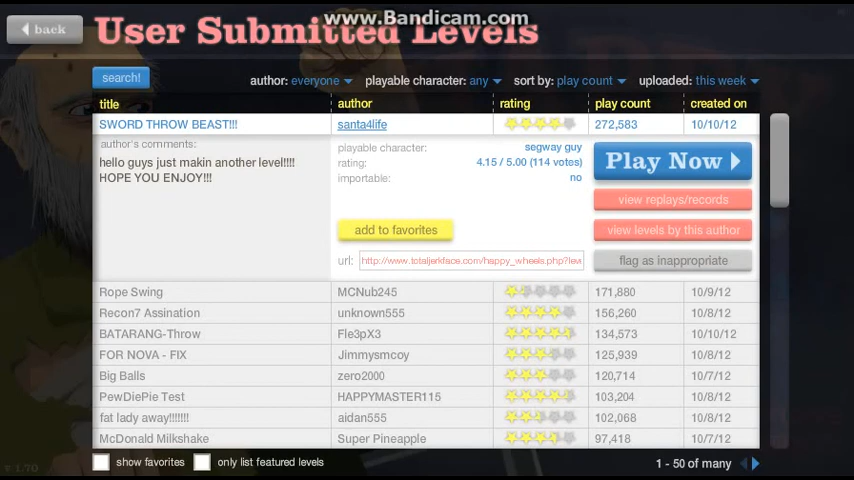 www.Bandicam.com
back
User Submitted Levels
search!
author: everyone playable character: any sort by: play count uploaded: this week
title author rating play count created on
SWORD THROW BEAST!!! santa4life 272,583 10/10/12
author's comments:
hello guys just makin another level!!!!
HOPE YOU ENJOY!!!
playable character: segway guy
rating: 4.15 / 5.00 (114 votes)
importable: no
Play Now
view replays/records
add to favorites
view levels by this author
url: http://www.totaljerkface.com/happy_wheels.php?lev
flag as inappropriate
Rope Swing MCNub245 171,880 10/9/12
Recon7 Assination unknown555 156,260 10/8/12
BATARANG-Throw Fle3pX3 134,573 10/10/12
FOR NOVA - FIX Jimmysmcoy 125,939 10/8/12
Big Balls zero2000 120,714 10/7/12
PewDiePie Test HAPPYMASTER115 103,204 10/8/12
fat lady away!!!!!!! aidan555 102,068 10/8/12
McDonald Milkshake Super Pineapple 97,418 10/7/12
show favorites only list featured levels 1 - 50 of many
v 1.70